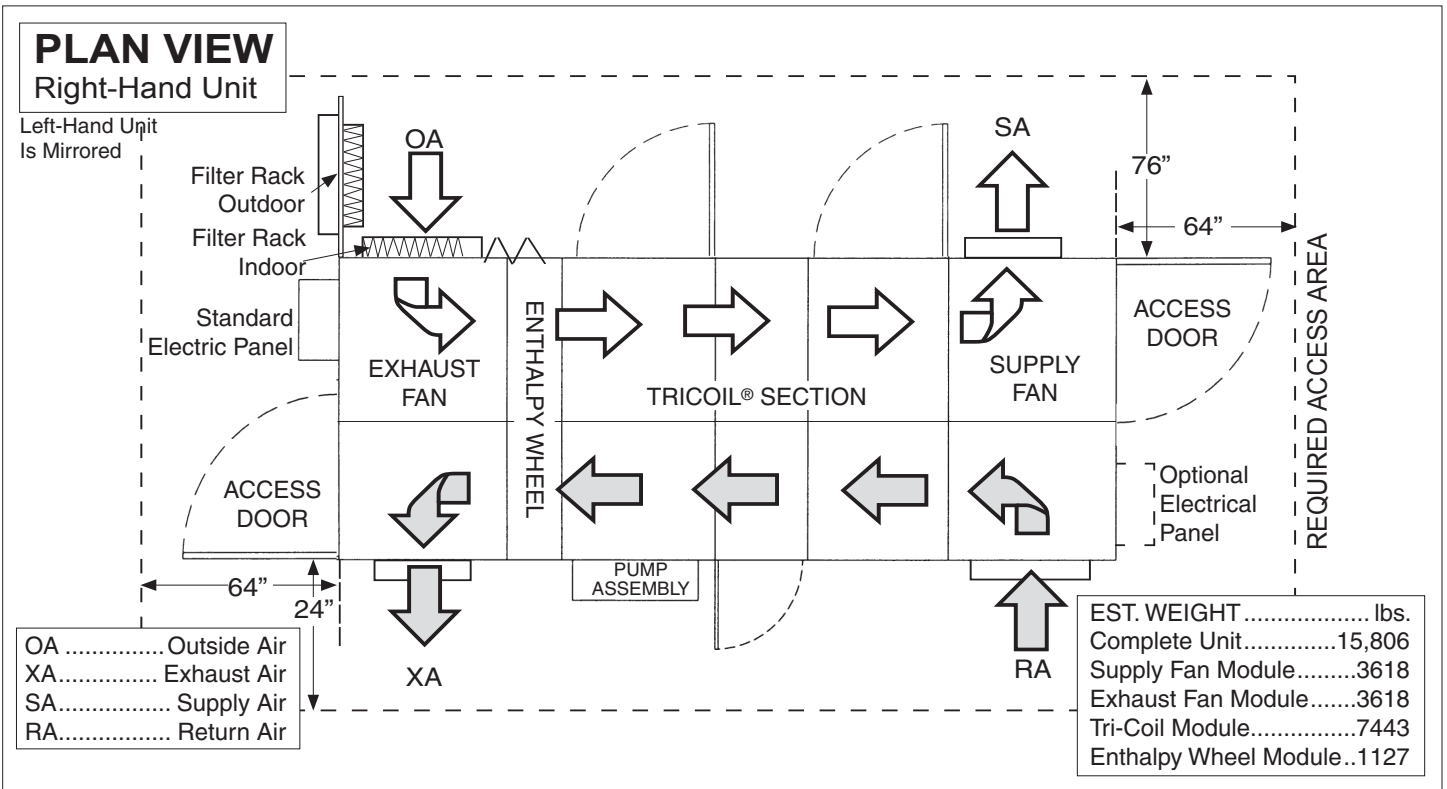 PLAN VIEW
Right-Hand Unit
Left-Hand Unit
Is Mirrored
Filter Rack
Outdoor
Filter Rack
Indoor
Standard
Electric Panel
OA
SA
76”
64”
REQUIRED ACCESS AREA
EXHAUST
FAN
ENTHALPY WHEEL
TRICOIL® SECTION
SUPPLY
FAN
ACCESS
DOOR
ACCESS
DOOR
Optional
Electrical
Panel
64”
24”
PUMP
ASSEMBLY
XA
RA
OA ............... Outside Air
XA............... Exhaust Air
SA................ Supply Air
RA................ Return Air
EST. WEIGHT ................... lbs.
Complete Unit..............15,806
Supply Fan Module.........3618
Exhaust Fan Module.......3618
Tri-Coil Module................7443
Enthalpy Wheel Module..1127